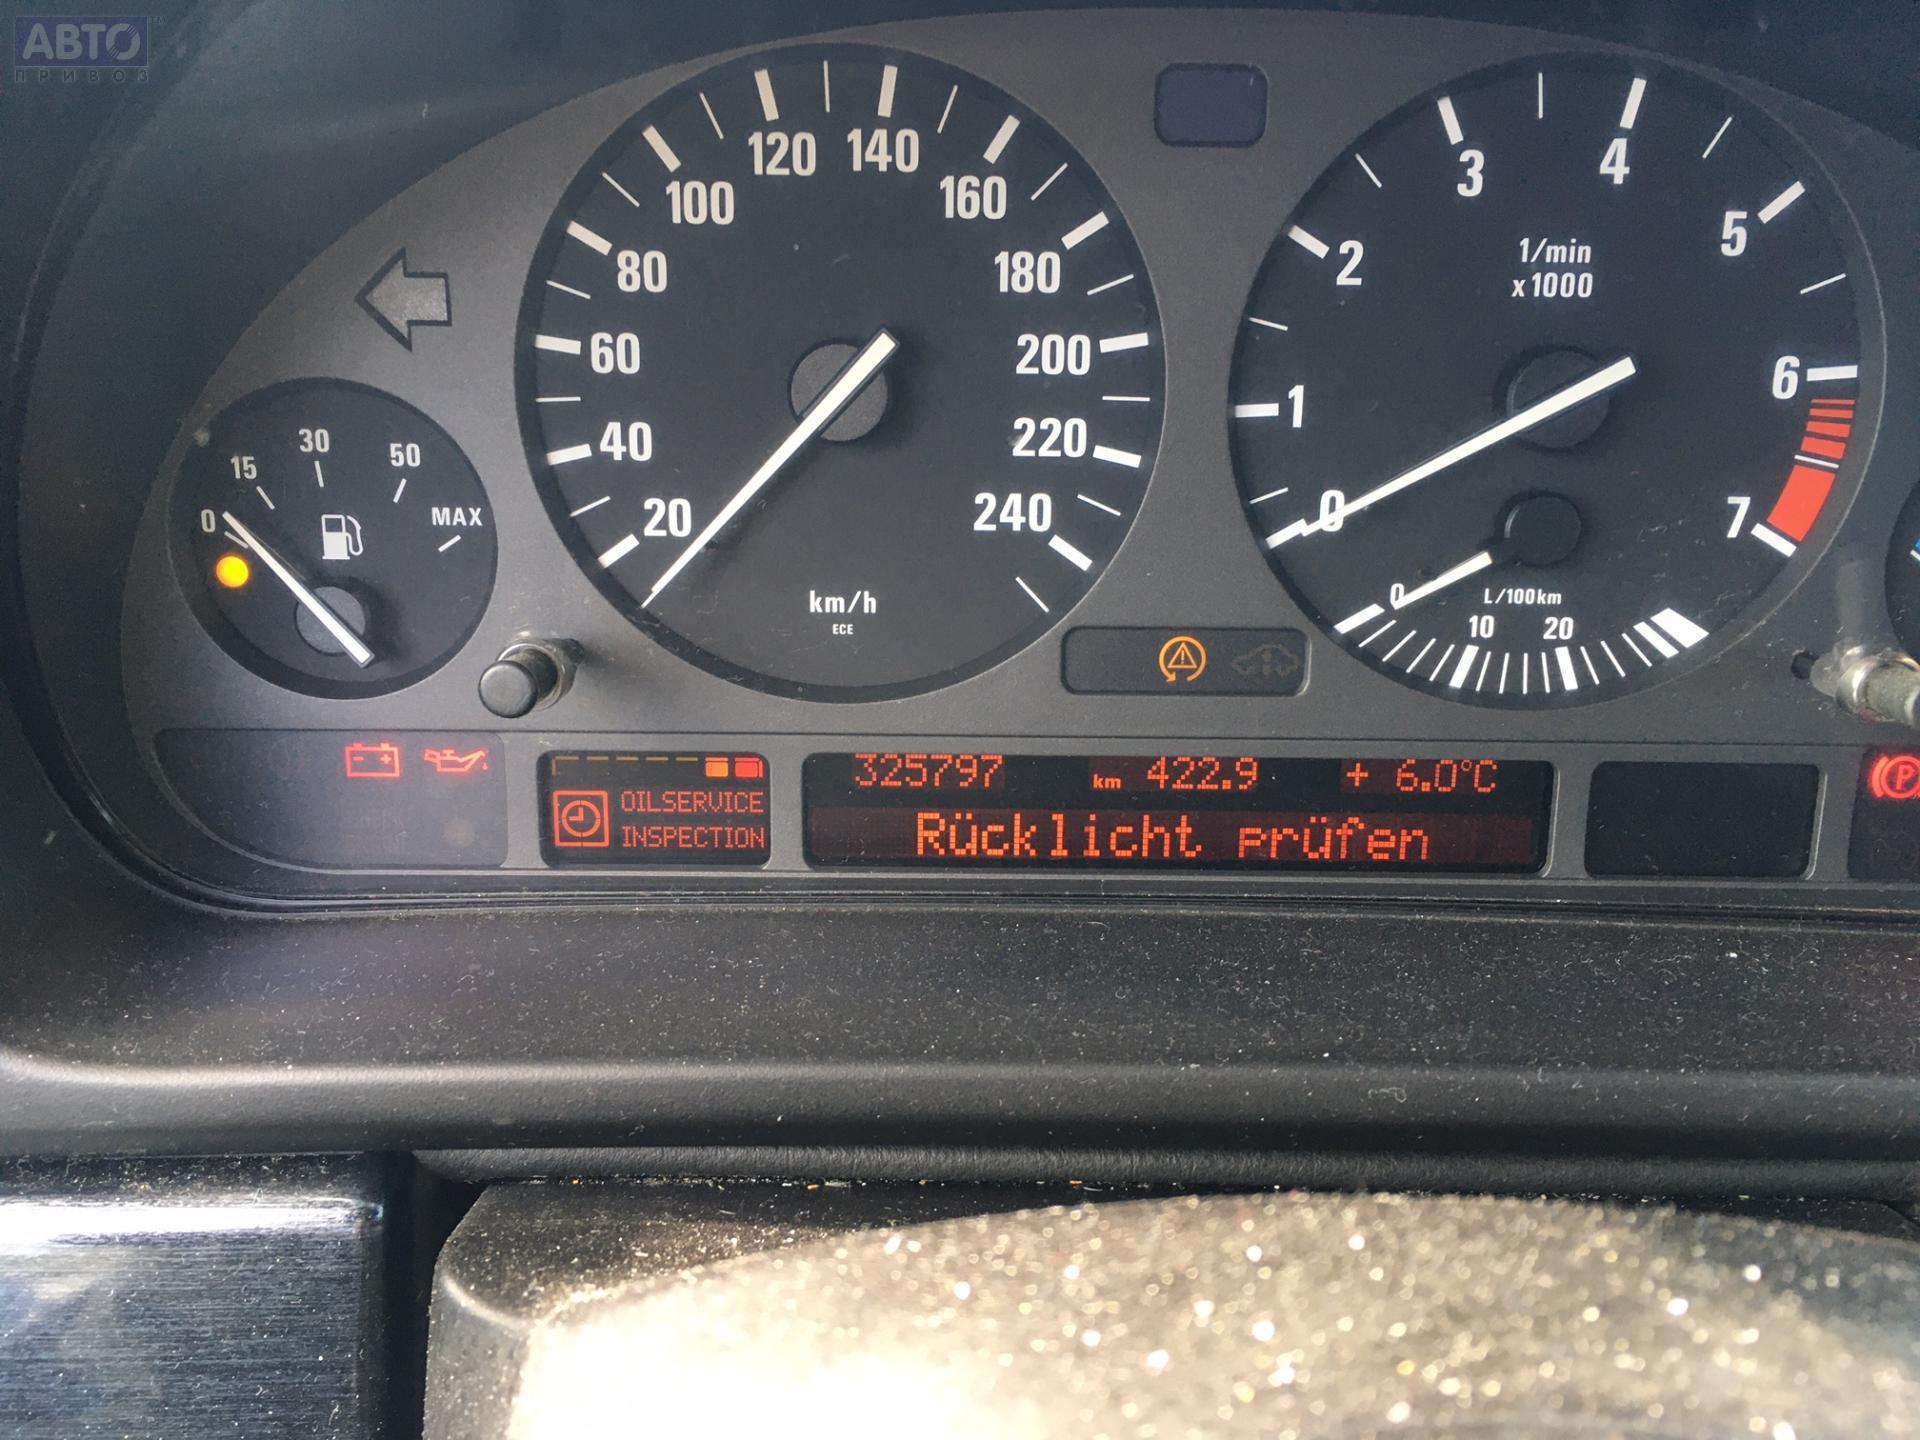 АВТО
ПРИВОЗ
TM
0 15 30 50 MAX
20 40 60 80 100 120 140 160 180 200 220 240
km/h
ECE
0 1 2 3 4 5 6 7
1/min
x1000
0 10 20
L/100km
OILSERVICE
INSPECTION
325797 km 422.9 + 6.0°C
Rücklicht prüfen
P